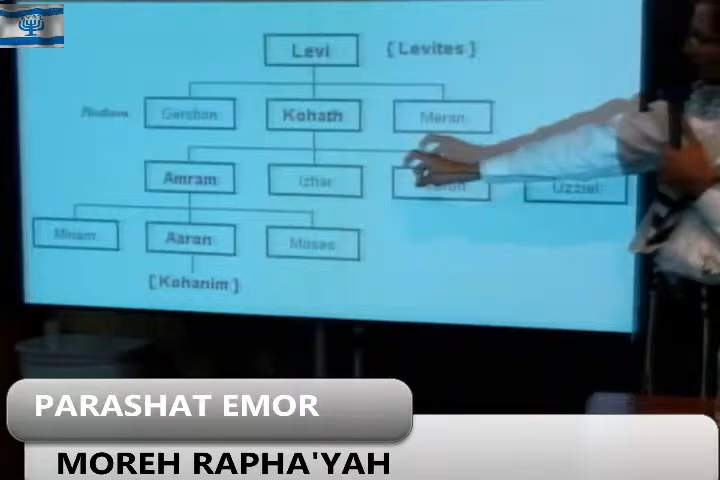 Levi [Levites]
Gershon Kohath Merari
Amram Izhar Uzziel
Miriam Aaron Moses
[Kohanim]
PARASHAT EMOR
MOREH RAPHA'YAH